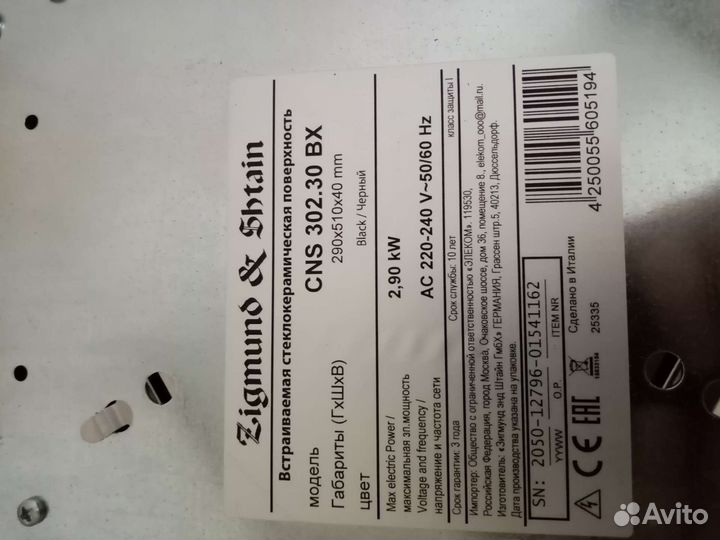 Zigmund & Shtain
Встраиваемая стеклокерамическая поверхность
модель CNS 302.30 BX
Габариты (ГxШxВ) 290x510x40 mm
цвет Black / Черный
Max electric Power / 2,90 kW
максимальная эл.мощность
Voltage and frequency / AC 220-240 V~50/60 Hz
напряжение и частота сети
Срок гарантии: 3 года Срок службы: 10 лет класс защиты I
Импортер: Общество с ограниченной ответственностью «ЭЛЕКОМ». 119530,
Российская Федерация, город Москва, Очаковское шоссе, дом 36, помещение 8., elekom_ooo@mail.ru.
Изготовитель: «Зигмунд энд Штайн ГмбХ» ГЕРМАНИЯ, Грассен штр.5, 40213, Дюссельдорф.
Дата производства указана на упаковке.
SN: 2050-12796-01541162
YYWW O.P. ITEM NR
CE EAC 25335 Сделано в Италии
4 250055 605194
Avito